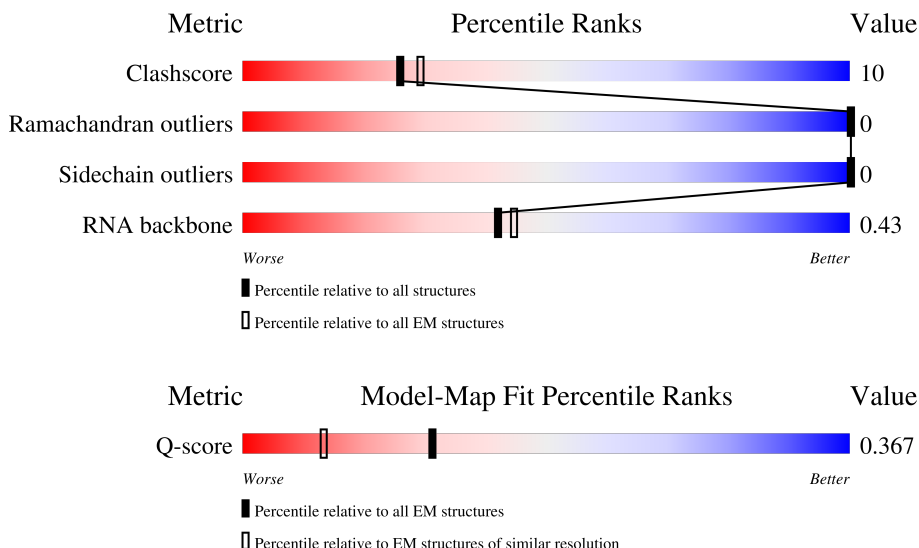 Metric Percentile Ranks Value
Clashscore 10
Ramachandran outliers 0
Sidechain outliers 0
RNA backbone 0.43
Worse Better
Percentile relative to all structures
Percentile relative to all EM structures
Metric Model-Map Fit Percentile Ranks Value
Q-score 0.367
Worse Better
Percentile relative to all EM structures
Percentile relative to EM structures of similar resolution